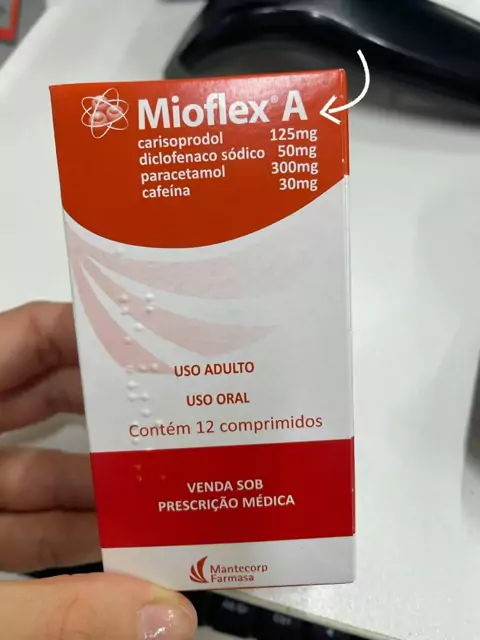 Mioflex® A
carisoprodol 125mg
diclofenaco sódico 50mg
paracetamol 300mg
cafeína 30mg
USO ADULTO
USO ORAL
Contém 12 comprimidos
VENDA SOB
PRESCRIÇÃO MÉDICA
Mantecorp
Farmasa